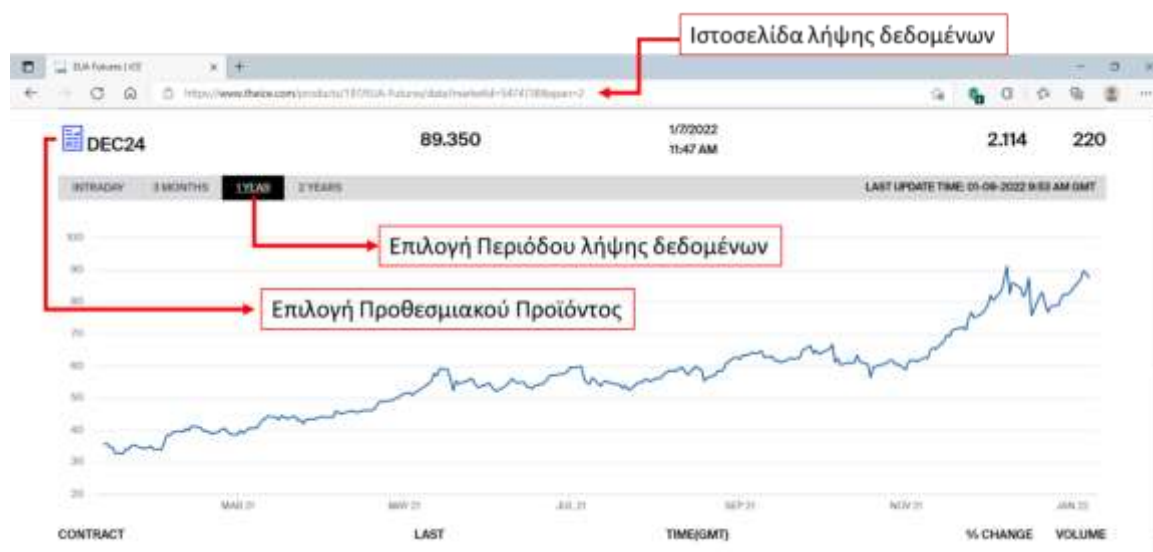 Ιστοσελίδα λήψης δεδομένων
EUA Futures | ICE
DEC24 89.350 1/7/2022 11:47 AM 2.114 220
INTRADAY 3 MONTHS 1 YEAR 2 YEARS LAST UPDATE TIME: 01-08-2022 9:53 AM GMT
Επιλογή Περιόδου λήψης δεδομένων
Επιλογή Προθεσμιακού Προϊόντος
100
90
80
70
60
50
40
30
20
MAR 21 MAY 21 JUL 21 SEP 21 NOV 21 JAN 22
CONTRACT LAST TIME(GMT) % CHANGE VOLUME